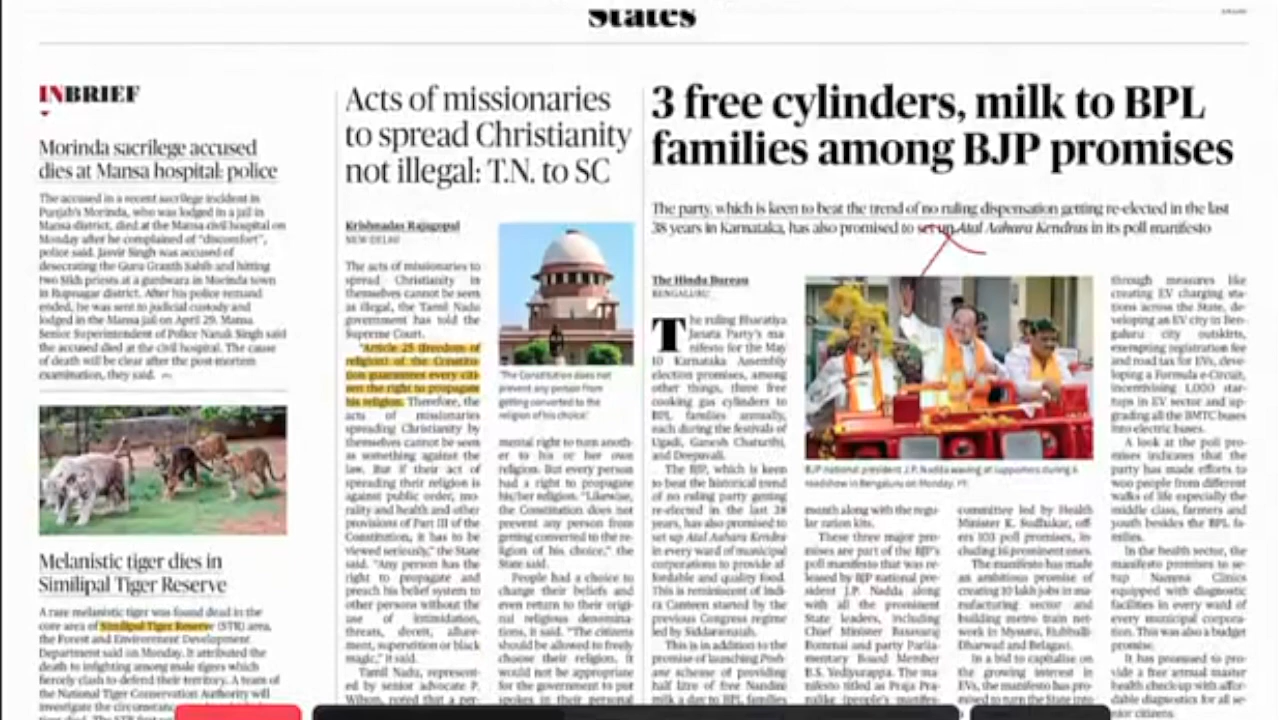 States
INBRIEF
Morinda sacrilege accused
dies at Mansa hospital: police
The accused in a recent sacrilege incident in
Punjab's Morinda, who was lodged in a jail in
Mansa district, died at the Mansa civil hospital on
Monday after he complained of "discomfort",
police said. Jasvir Singh was accused of
desecrating the Guru Granth Sahib and hitting
two Sikh priests at a gurdwara in Morinda town
in Rupnagar district. After his police remand
ended, he was sent to judicial custody and
lodged in the Mansa jail on April 29. Mansa
Senior Superintendent of Police Nanak Singh said
the accused died at the civil hospital. The cause
of death will be clear after the post-mortem
examination, they said.
Melanistic tiger dies in
Similipal Tiger Reserve
A rare melanistic tiger was found dead in the
core area of Similipal Tiger Reserve (STR) area,
the Forest and Environment Development
Department said on Monday. It attributed the
death to infighting among male tigers which
fiercely clash to defend their territory. A team of
the National Tiger Conservation Authority will
investigate the circumstances
Acts of missionaries
to spread Christianity
not illegal: T.N. to SC
Krishnadas Rajagopal
NEW DELHI
The acts of missionaries to
spread Christianity in
themselves cannot be seen
as illegal, the Tamil Nadu
government has told the
Supreme Court.
"Article 25 (freedom of
religion) of the Constitu-
tion guarantees every citi-
zen the right to propagate
his religion. Therefore, the
acts of missionaries
spreading Christianity by
themselves cannot be seen
as something against the
law. But if their act of
spreading their religion is
against public order, mo-
rality and health and other
provisions of Part III of the
Constitution, it has to be
viewed seriously," the State
said. "Any person has the
right to propagate and
preach his belief system to
other persons without the
use of intimidation,
threats, deceit, allure-
ment, superstition or black
magic," it said.
Tamil Nadu, represent-
ed by senior advocate P.
Wilson, noted that a per-
'The Constitution does not
prevent any person from
getting converted to the
religion of his choice'
mental right to turn anoth-
er to his or her own
religion. But every person
had a right to propagate
his/her religion. "Likewise,
the Constitution does not
prevent any person from
getting converted to the re-
ligion of his choice," the
State said.
People had a choice to
change their beliefs and
even return to their origi-
nal religious denomina-
tions, it said. "The citizens
should be allowed to freely
choose their religion, it
would not be appropriate
for the government to put
spokes in their personal
3 free cylinders, milk to BPL
families among BJP promises
The party, which is keen to beat the trend of no ruling dispensation getting re-elected in the last
38 years in Karnataka, has also promised to set up Atal Aahara Kendras in its poll manifesto
The Hindu Bureau
BENGALURU
The ruling Bharatiya
Janata Party's ma-
nifesto for the May
10 Karnataka Assembly
election promises, among
other things, three free
cooking gas cylinders to
BPL families annually,
each during the festivals of
Ugadi, Ganesh Chaturthi,
and Deepavali.
The BJP, which is keen
to beat the historical trend
of no ruling party getting
re-elected in the last 38
years, has also promised to
set up Atal Aahara Kendra
in every ward of municipal
corporations to provide af-
fordable and quality food.
This is reminiscent of Indi-
ra Canteen started by the
previous Congress regime
led by Siddaramaiah.
This is in addition to the
promise of launching Posh-
ane scheme of providing
half litre of free Nandini
milk a day to BPL families
BJP national president J.P. Nadda waving at supporters during a
roadshow in Bengaluru on Monday. PTI
month along with the regu-
lar ration kits.
These three major pro-
mises are part of the BJP's
poll manifesto that was re-
leased by BJP national pre-
sident J.P. Nadda along
with all the prominent
State leaders, including
Chief Minister Basavaraj
Bommai and party Parlia-
mentary Board Member
B.S. Yediyurappa. The ma-
nifesto titled as Praja Pra-
committee led by Health
Minister K. Sudhakar, off-
ers 103 poll promises, in-
cluding 16 prominent ones.
The manifesto has made
an ambitious promise of
creating 10 lakh jobs in ma-
nufacturing sector and
building metro train net-
work in Mysuru, Hubballi-
Dharwad and Belagavi.
In a bid to capitalise on
the growing interest in
EVs, the manifesto has pro-
mised to turn the State into
through measures like
creating EV charging sta-
tions across the State, de-
veloping an EV city in Ben-
galuru city outskirts,
exempting registration fee
and road tax for EVs, deve-
loping a Formula e-Circuit,
incentivising 1,000 star-
tups in EV sector and up-
grading all the BMTC buses
into electric buses.
A look at the poll pro-
mises indicates that the
party has made efforts to
woo people from different
walks of life especially the
middle class, farmers and
youth besides the BPL fa-
milies.
In the health sector, the
manifesto promises to se-
tup Namma Clinics
equipped with diagnostic
facilities in every ward of
every municipal corpora-
tion. This was also a budget
promise.
It has promised to pro-
vide a free annual master
health check-up with affor-
dable diagnostics for all se-
nior citizens.